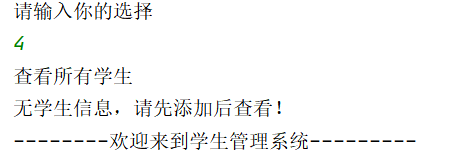 请输入你的选择
4
查看所有学生
无学生信息，请先添加后查看！
--------欢迎来到学生管理系统---------